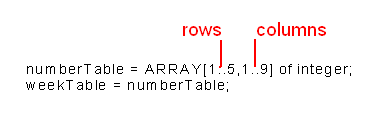 rows columns
numberTable = ARRAY[1..5,1..9] of integer;
weekTable = numberTable;